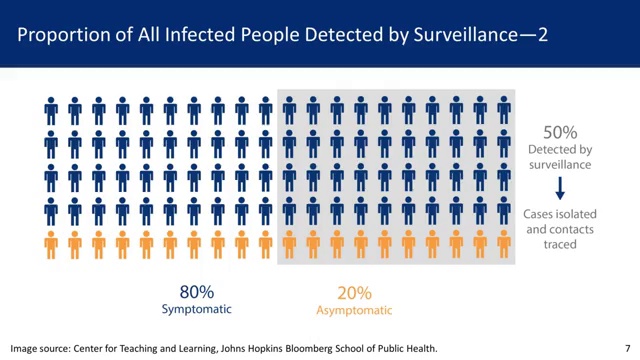 Proportion of All Infected People Detected by Surveillance—2
50%
Detected by
surveillance
Cases isolated
and contacts
traced
80%
Symptomatic
20%
Asymptomatic
Image source: Center for Teaching and Learning, Johns Hopkins Bloomberg School of Public Health.
7